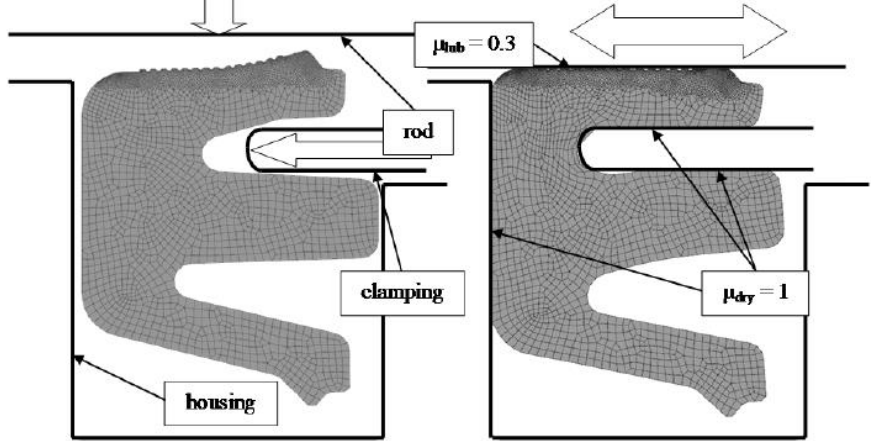 μlub = 0.3
rod
clamping
μdry = 1
housing